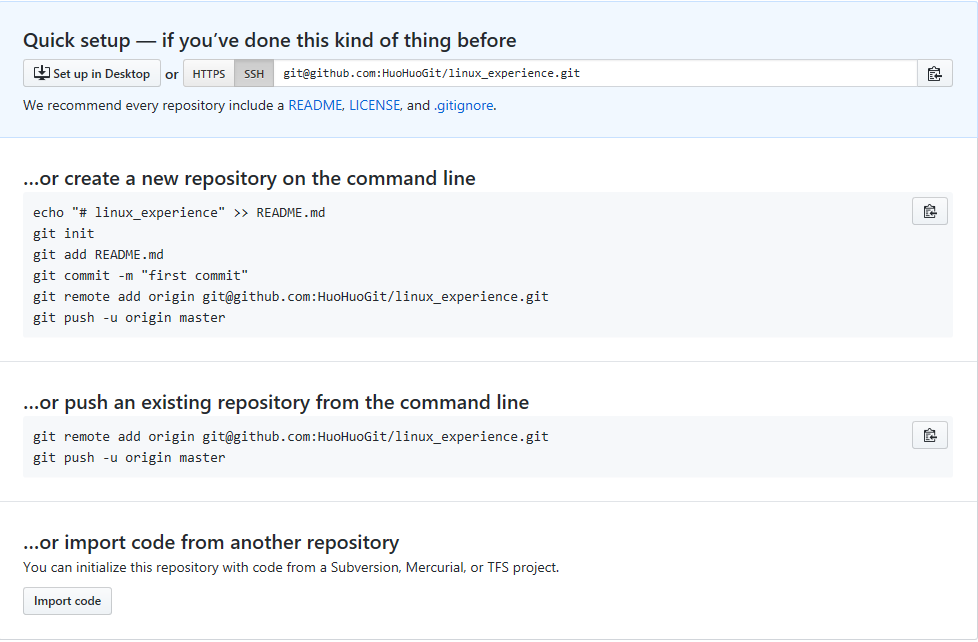 Quick setup — if you’ve done this kind of thing before
Set up in Desktop or HTTPS SSH git@github.com:HuoHuoGit/linux_experience.git
We recommend every repository include a README, LICENSE, and .gitignore.
…or create a new repository on the command line
echo "# linux_experience" >> README.md
git init
git add README.md
git commit -m "first commit"
git remote add origin git@github.com:HuoHuoGit/linux_experience.git
git push -u origin master
…or push an existing repository from the command line
git remote add origin git@github.com:HuoHuoGit/linux_experience.git
git push -u origin master
…or import code from another repository
You can initialize this repository with code from a Subversion, Mercurial, or TFS project.
Import code